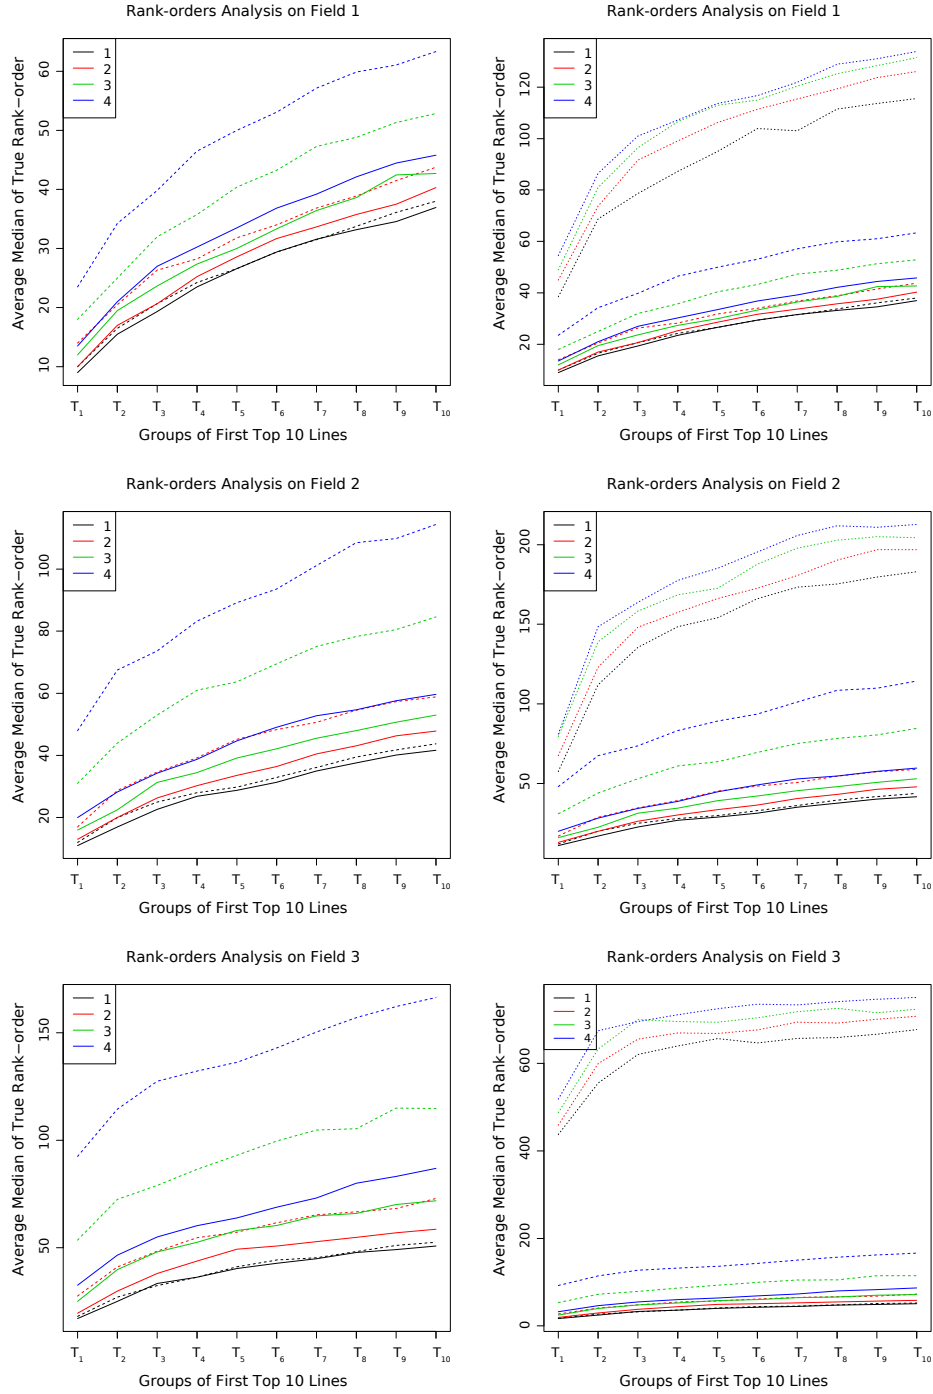 Rank-orders Analysis on Field 1
Average Median of True Rank−order
60
50
40
30
20
10
1
2
3
4
T1 T2 T3 T4 T5 T6 T7 T8 T9 T10
Groups of First Top 10 Lines
Rank-orders Analysis on Field 1
Average Median of True Rank−order
120
100
80
60
40
20
1
2
3
4
T1 T2 T3 T4 T5 T6 T7 T8 T9 T10
Groups of First Top 10 Lines
Rank-orders Analysis on Field 2
Average Median of True Rank−order
100
80
60
40
20
1
2
3
4
T1 T2 T3 T4 T5 T6 T7 T8 T9 T10
Groups of First Top 10 Lines
Rank-orders Analysis on Field 2
Average Median of True Rank−order
200
150
100
50
1
2
3
4
T1 T2 T3 T4 T5 T6 T7 T8 T9 T10
Groups of First Top 10 Lines
Rank-orders Analysis on Field 3
Average Median of True Rank−order
150
100
50
1
2
3
4
T1 T2 T3 T4 T5 T6 T7 T8 T9 T10
Groups of First Top 10 Lines
Rank-orders Analysis on Field 3
Average Median of True Rank−order
600
400
200
0
1
2
3
4
T1 T2 T3 T4 T5 T6 T7 T8 T9 T10
Groups of First Top 10 Lines